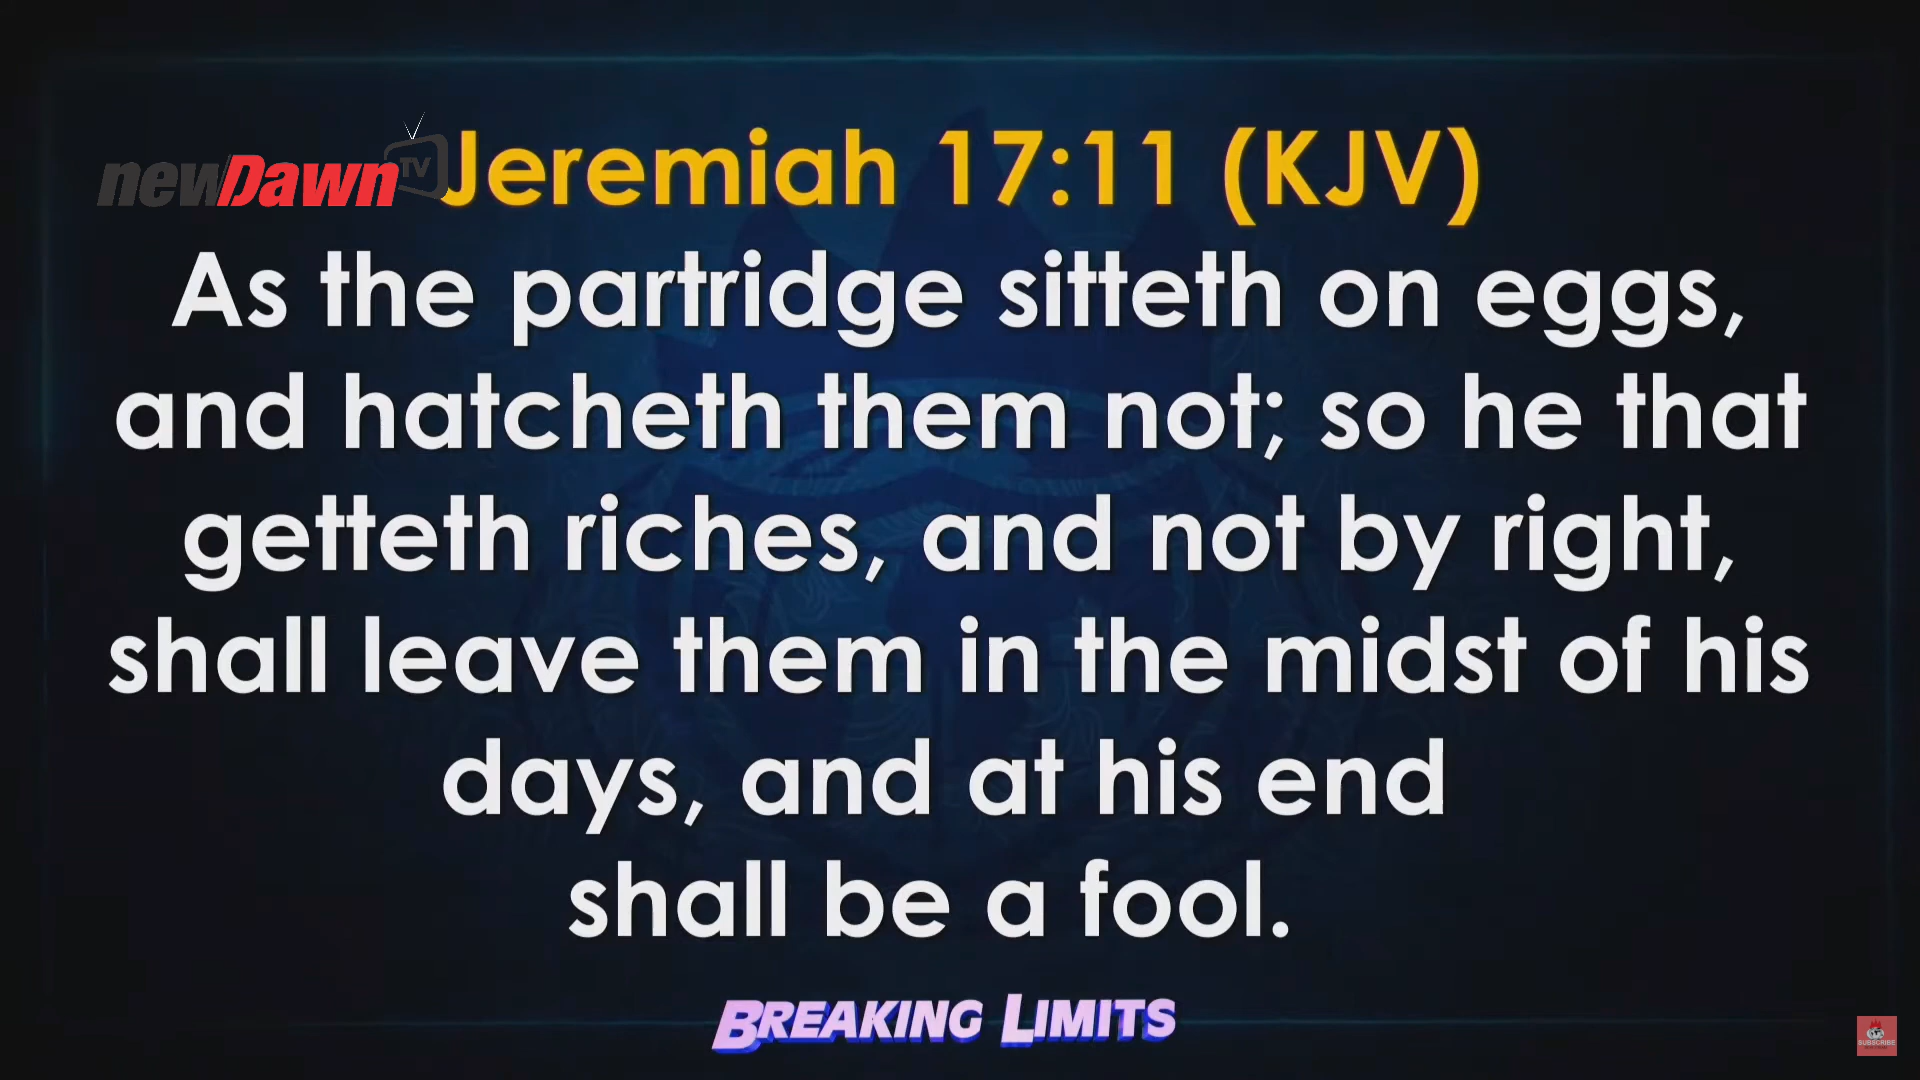 newDawn TV
Jeremiah 17:11 (KJV)
As the partridge sitteth on eggs,
and hatcheth them not; so he that
getteth riches, and not by right,
shall leave them in the midst of his
days, and at his end
shall be a fool.
BREAKING LIMITS
SUBSCRIBE